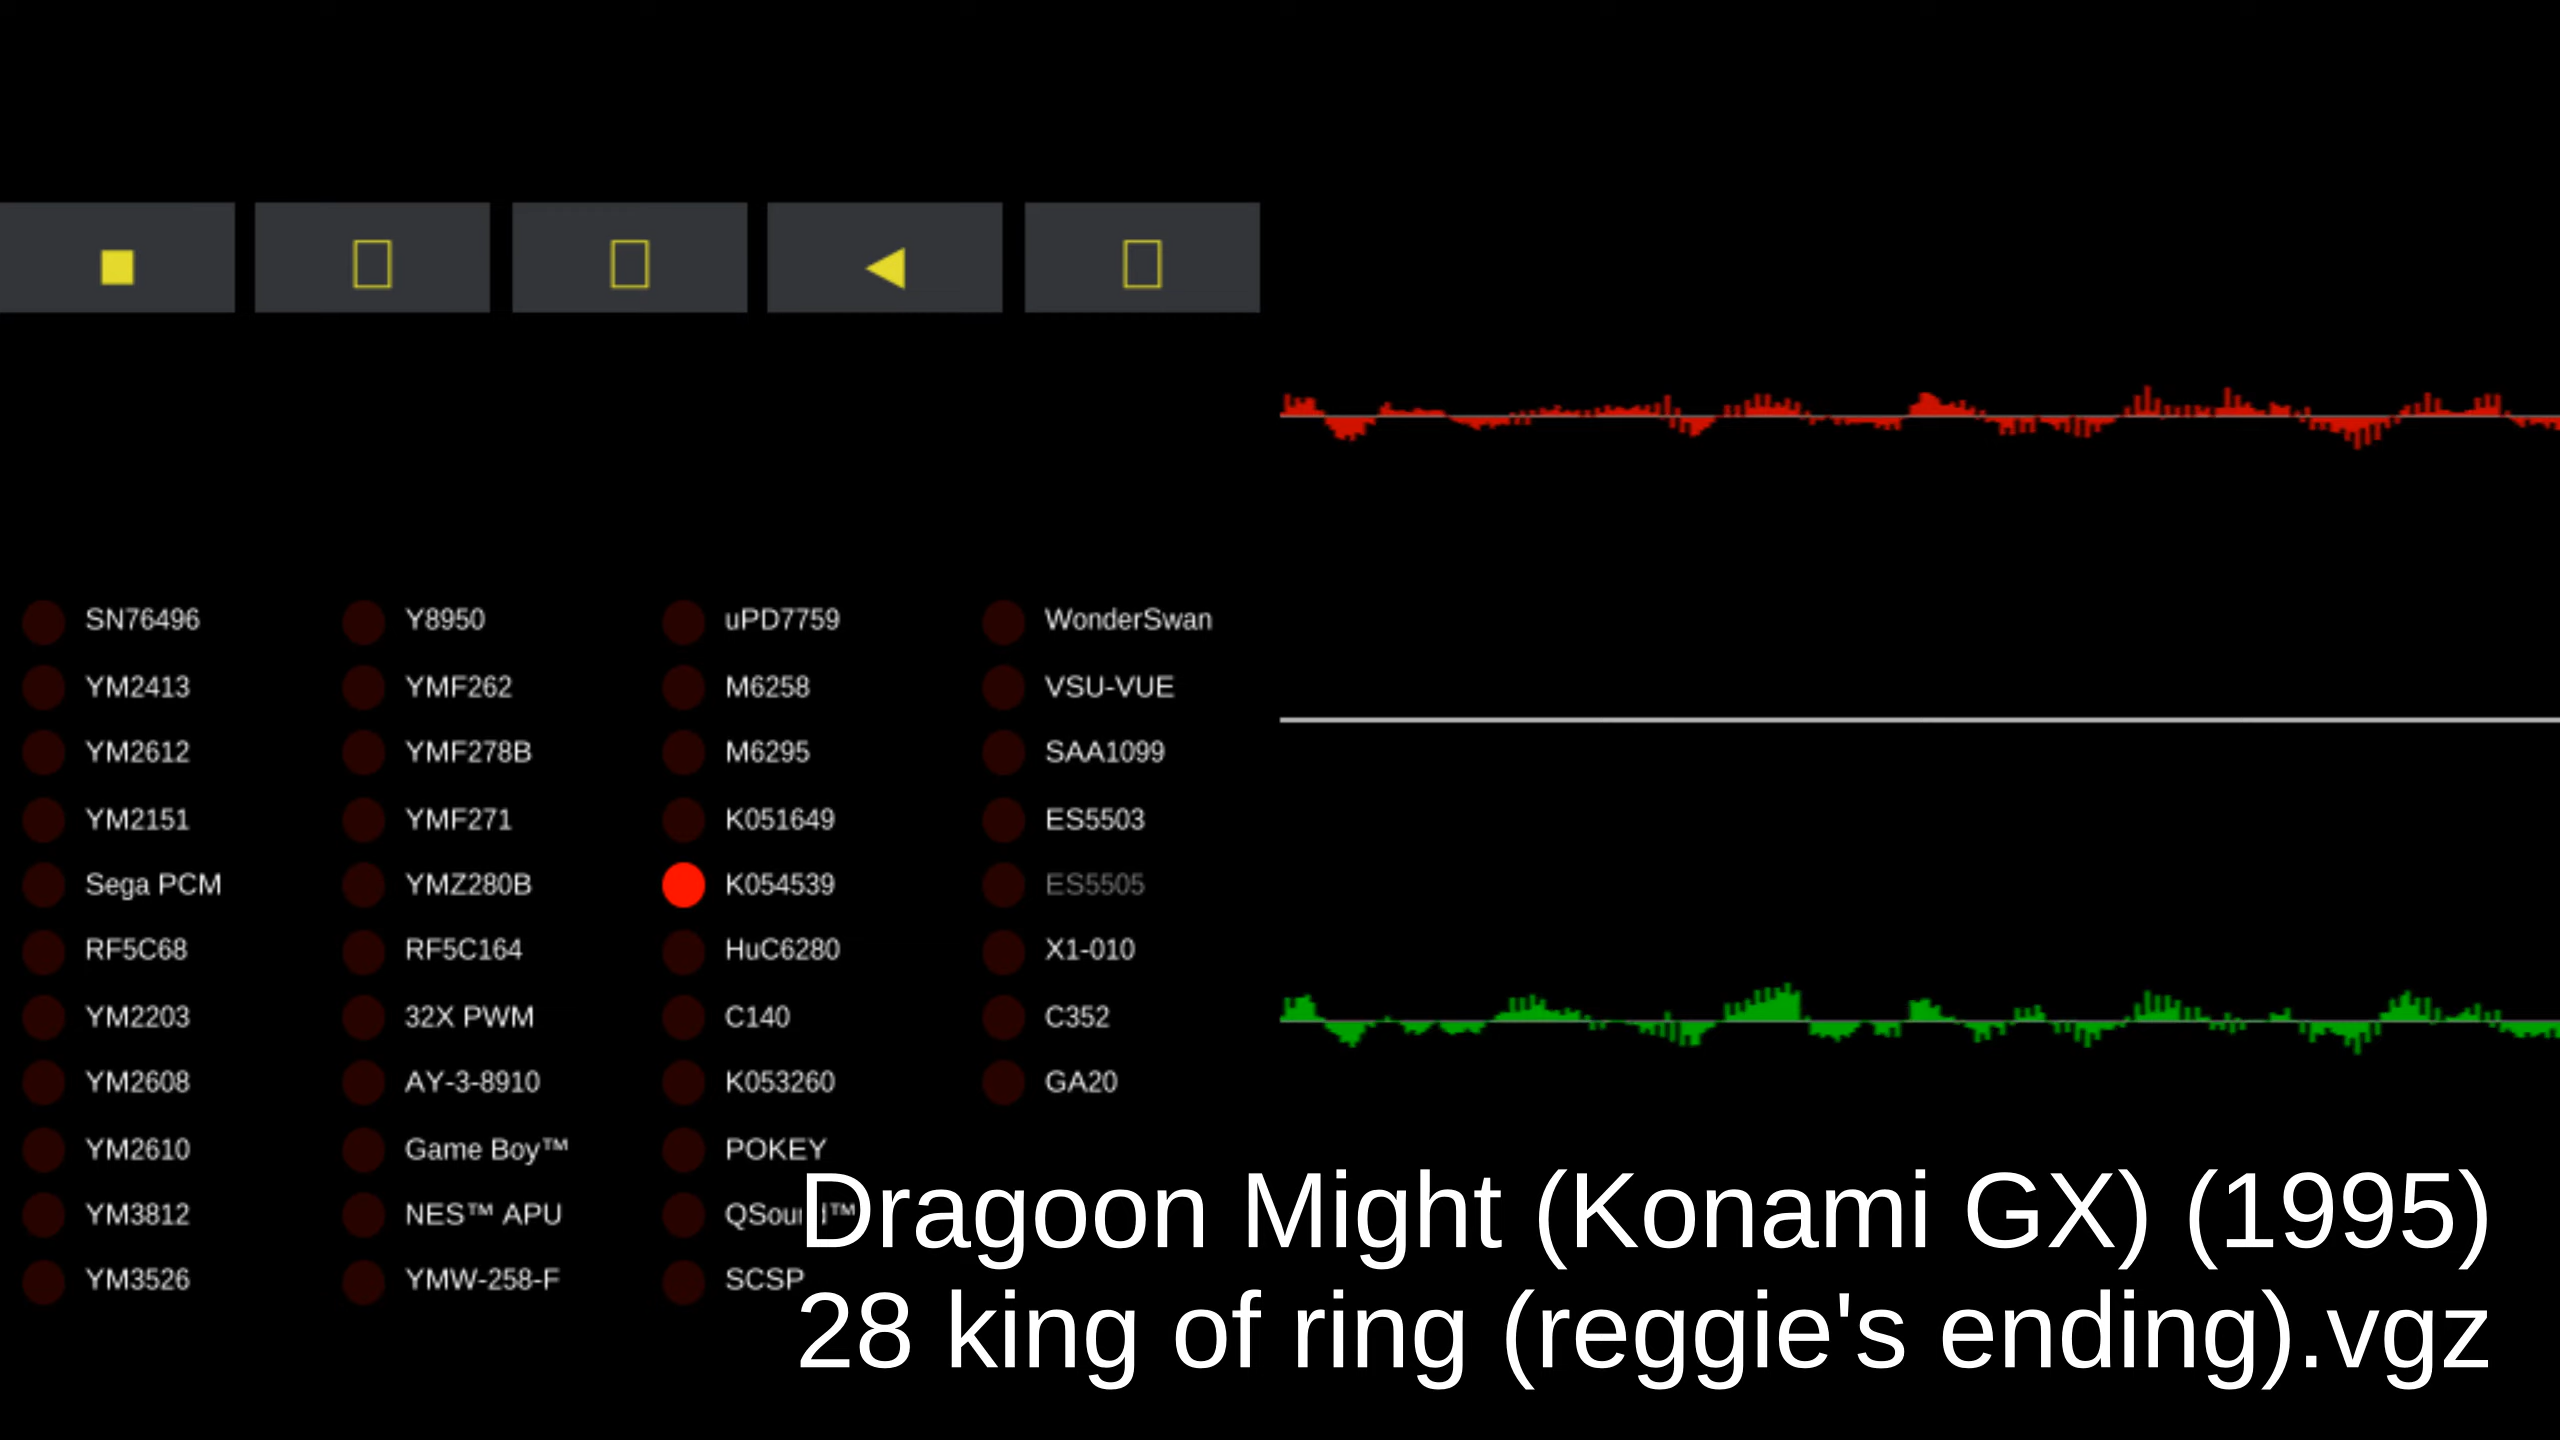 SN76496
YM2413
YM2612
YM2151
Sega PCM
RF5C68
YM2203
YM2608
YM2610
YM3812
YM3526
Y8950
YMF262
YMF278B
YMF271
YMZ280B
RF5C164
32X PWM
AY-3-8910
Game Boy™
NES™ APU
YMW-258-F
uPD7759
M6258
M6295
K051649
K054539
HuC6280
C140
K053260
POKEY
QSound™
SCSP
WonderSwan
VSU-VUE
SAA1099
ES5503
ES5505
X1-010
C352
GA20
Dragoon Might (Konami GX) (1995)
28 king of ring (reggie's ending).vgz